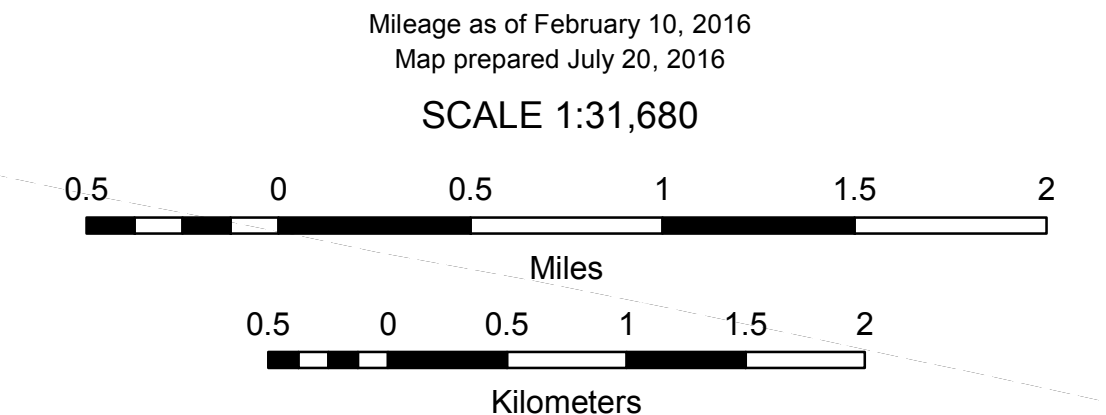 Mileage as of February 10, 2016
Map prepared July 20, 2016
SCALE 1:31,680
0.5 0 0.5 1 1.5 2
Miles
0.5 0 0.5 1 1.5 2
Kilometers